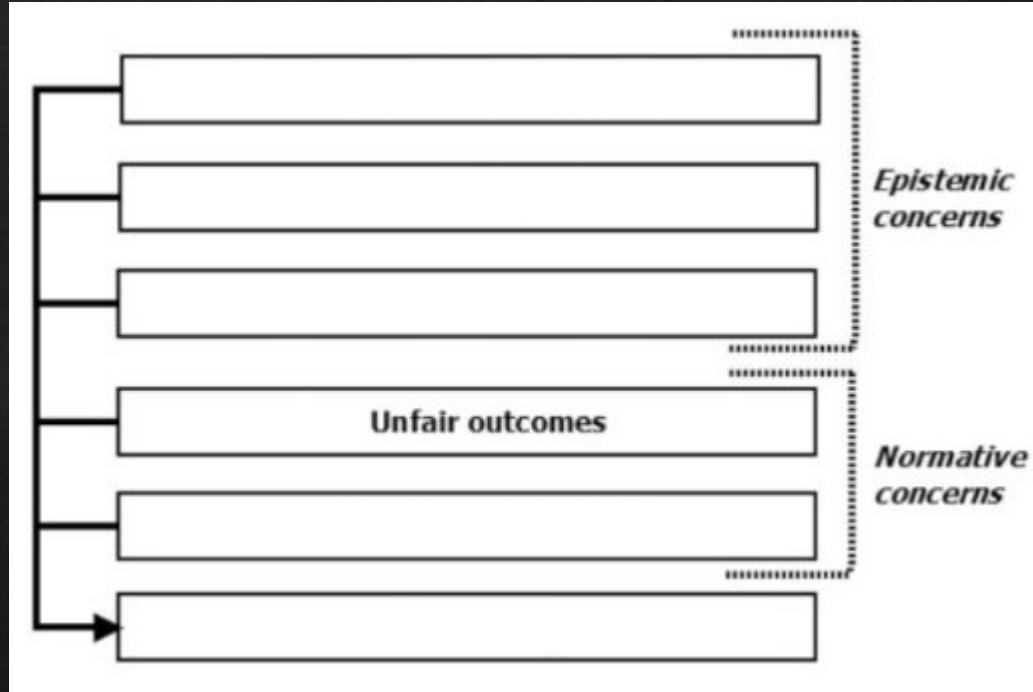 Epistemic
concerns
Unfair outcomes
Normative
concerns